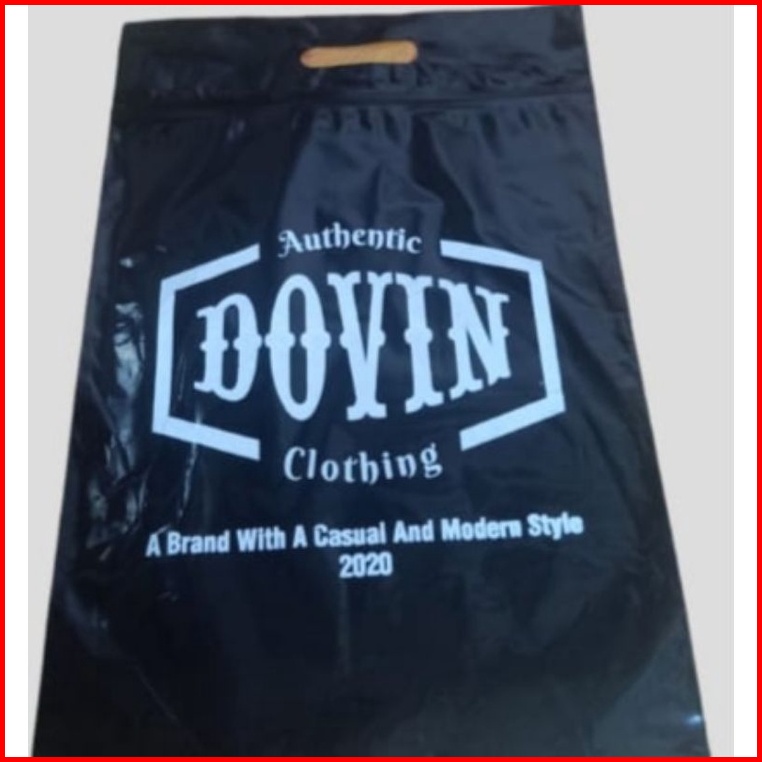 Authentic
DOVIN
Clothing
A Brand With A Casual And Modern Style
2020